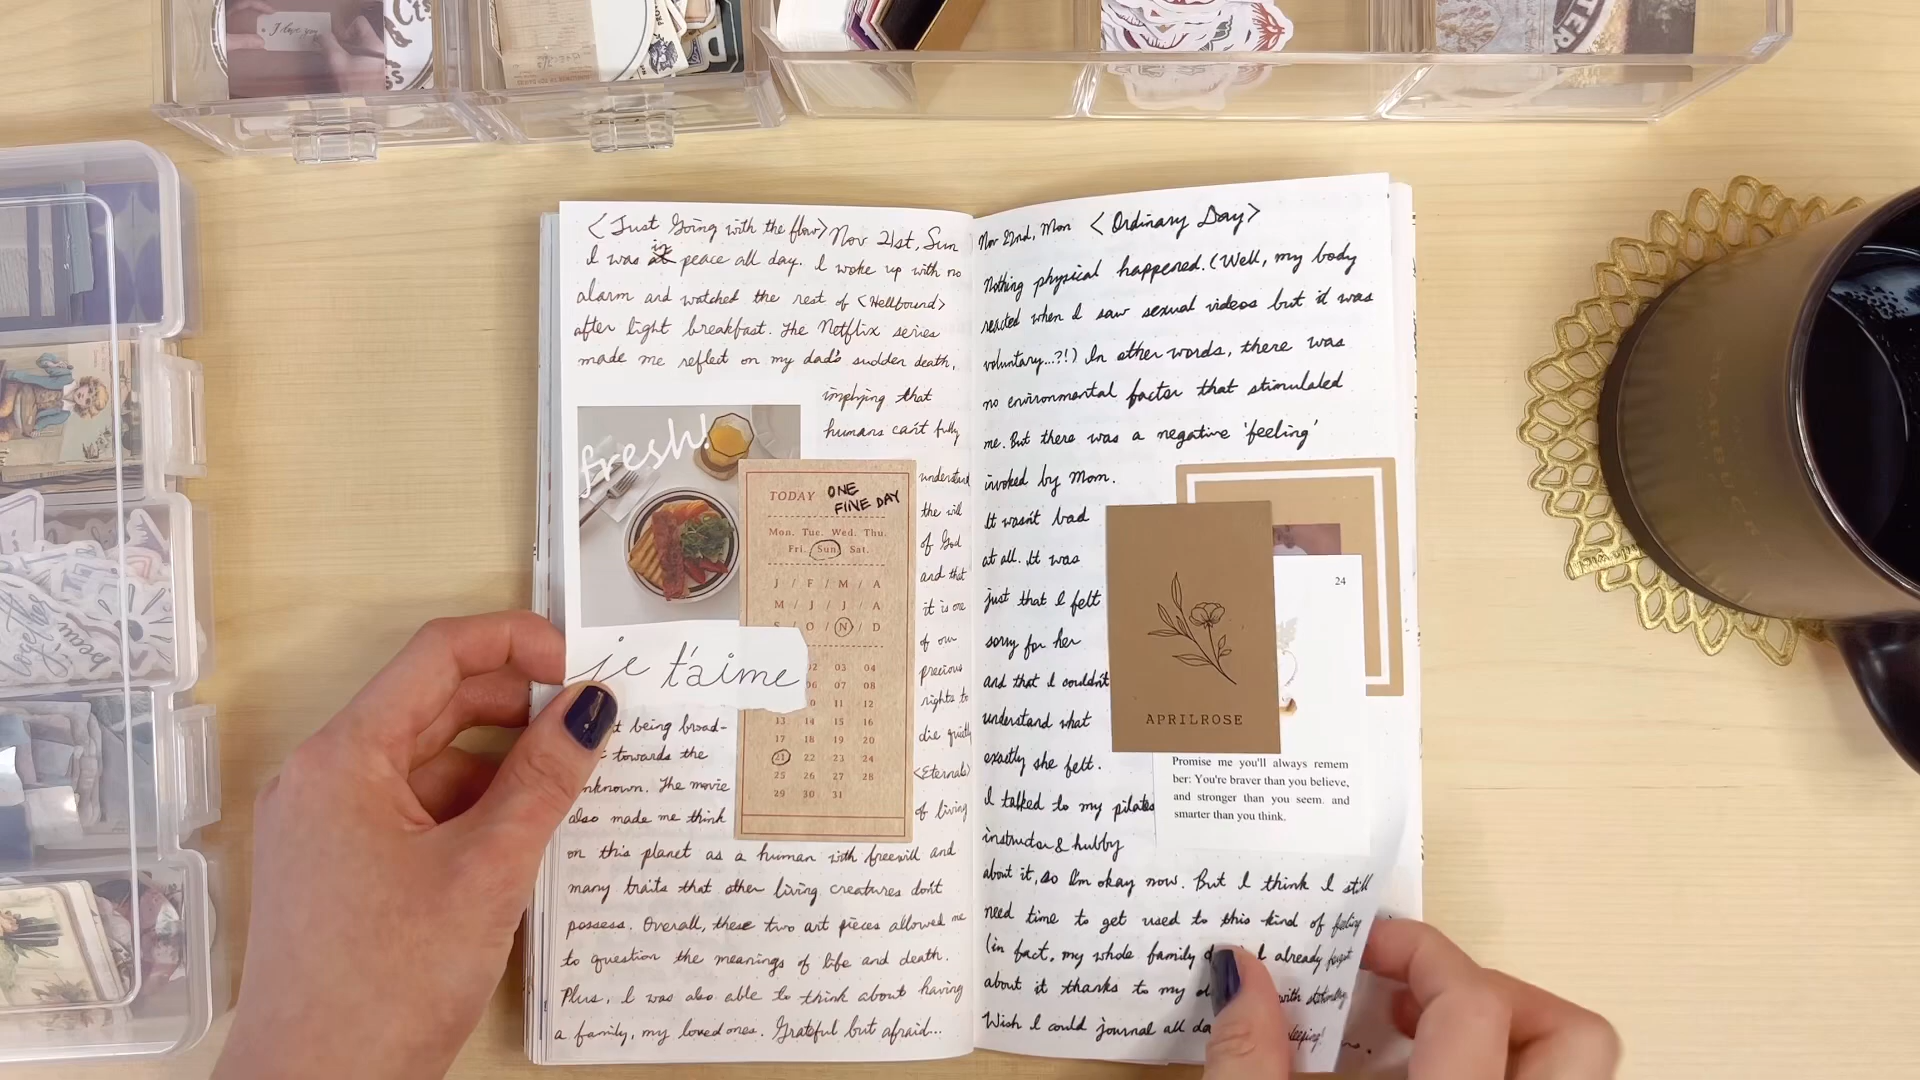 I love you
Cts
ss
TER
together
beau
< Just Going with the flow> Nov 21st, Sun
I was in peace all day. I woke up with no
alarm and watched the rest of <Hellbound>
after light breakfast. The Netflix series
made me reflect on my dad's sudden death,
implying that
humans can't fully
understand
the will
of God
and that
it is one
of our
precious
rights to
die quietly
fresh!
TODAY ONE
FINE DAY
Mon. Tue. Wed. Thu.
Fri. Sun. Sat.
J / F / M / A
M / J / J / A
S / O / N / D
02 03 04
06 07 08
10 11 12
13 14 15 16
17 18 19 20
21 22 23 24
25 26 27 28
29 30 31
je t'aime
being broad-
towards the
unknown. The movie
<Eternals>
also made me think
of living
on this planet as a human with freewill and
many traits that other living creatures don't
possess. Overall, these two art pieces allowed me
to question the meanings of life and death.
Plus, I was also able to think about having
a family, my loved ones. Grateful but afraid...
Nov 22nd, Mon < Ordinary Day>
Nothing physical happened. (Well, my body
reacted when I saw sexual videos but it was
voluntary...?!) In other words, there was
no environmental factor that stimulated
me. But there was a negative 'feeling'
invoked by Mom.
It wasn't bad
at all. It was
just that I felt
sorry for her
and that I couldn't
understand what
exactly she felt.
I talked to my pilates
instructor & hubby
about it, so I'm okay now. But I think I still
need time to get used to this kind of feeling
(in fact, my whole family I already forgot
about it thanks to my with stationery
Wish I could journal all sleeping!
24
APRILROSE
Promise me you'll always remem
ber: You're braver than you believe,
and stronger than you seem. and
smarter than you think.
STARBUCKS